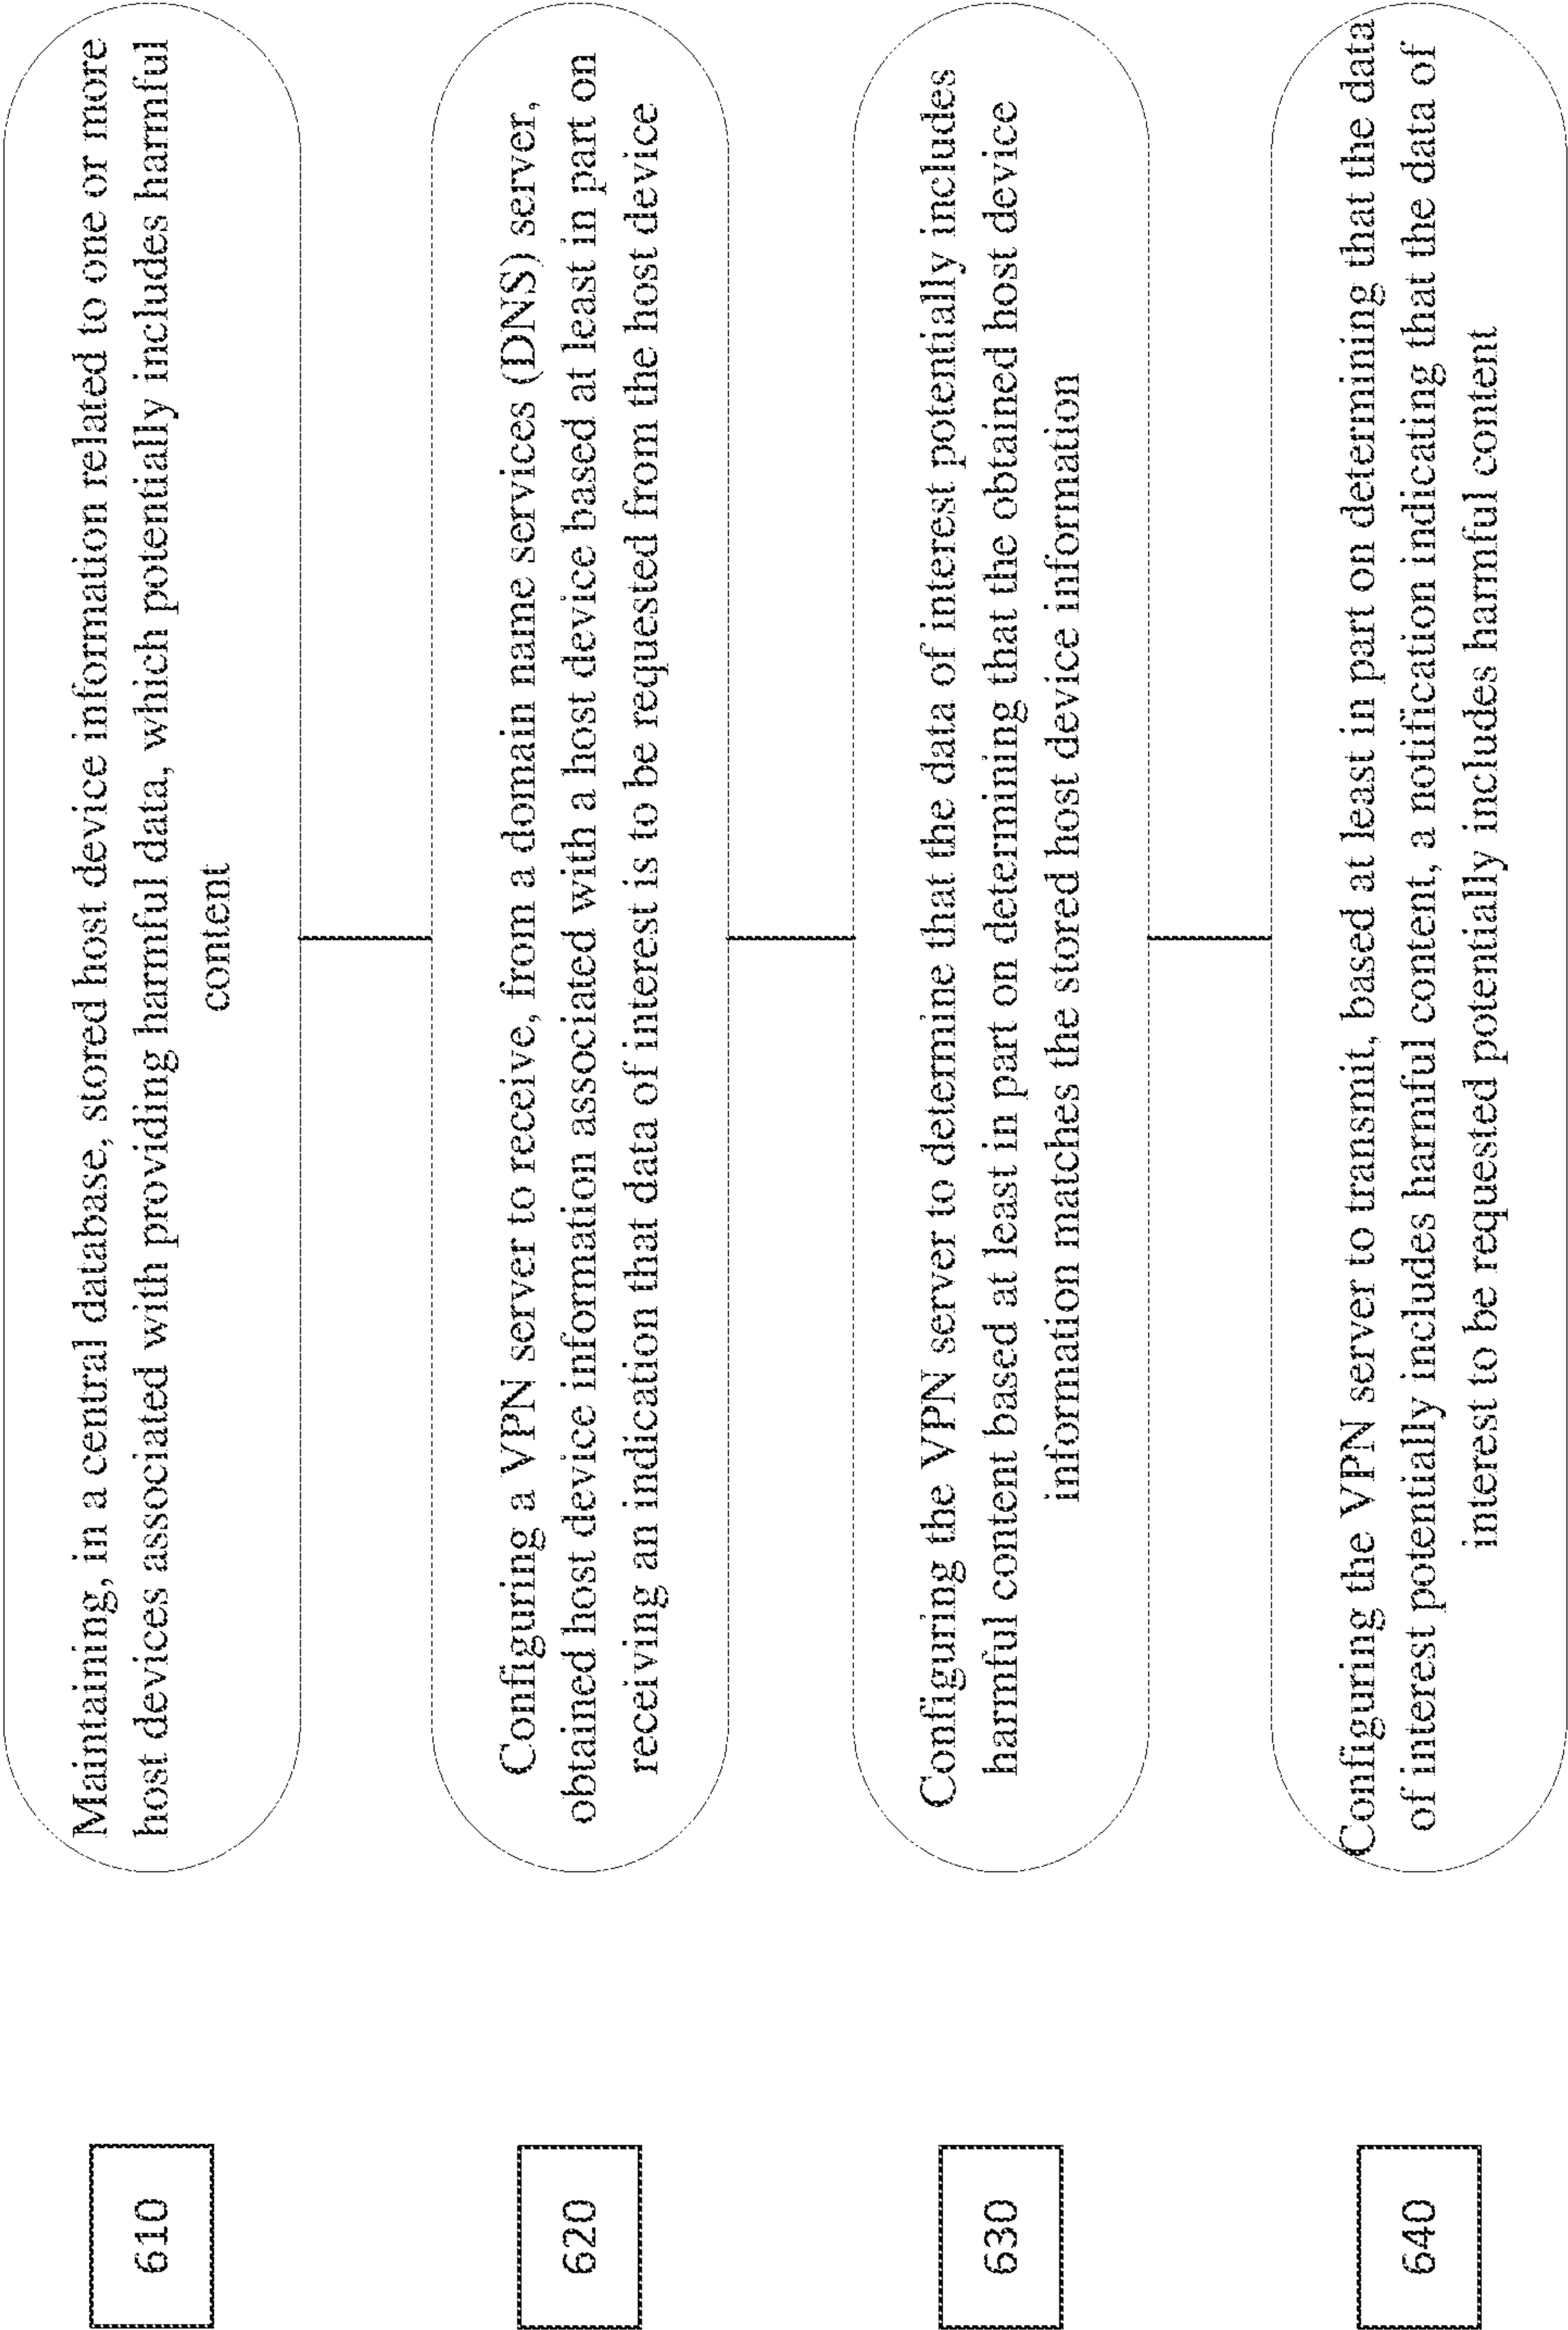 610
Maintaining, in a central database, stored host device information related to one or more
host devices associated with providing harmful data, which potentially includes harmful
content
620
Configuring a VPN server to receive, from a domain name services (DNS) server,
obtained host device information associated with a host device based at least in part on
receiving an indication that data of interest is to be requested from the host device
630
Configuring the VPN server to determine that the data of interest potentially includes
harmful content based at least in part on determining that the obtained host device
information matches the stored host device information
640
Configuring the VPN server to transmit, based at least in part on determining that the data
of interest potentially includes harmful content, a notification indicating that the data of
interest to be requested potentially includes harmful content